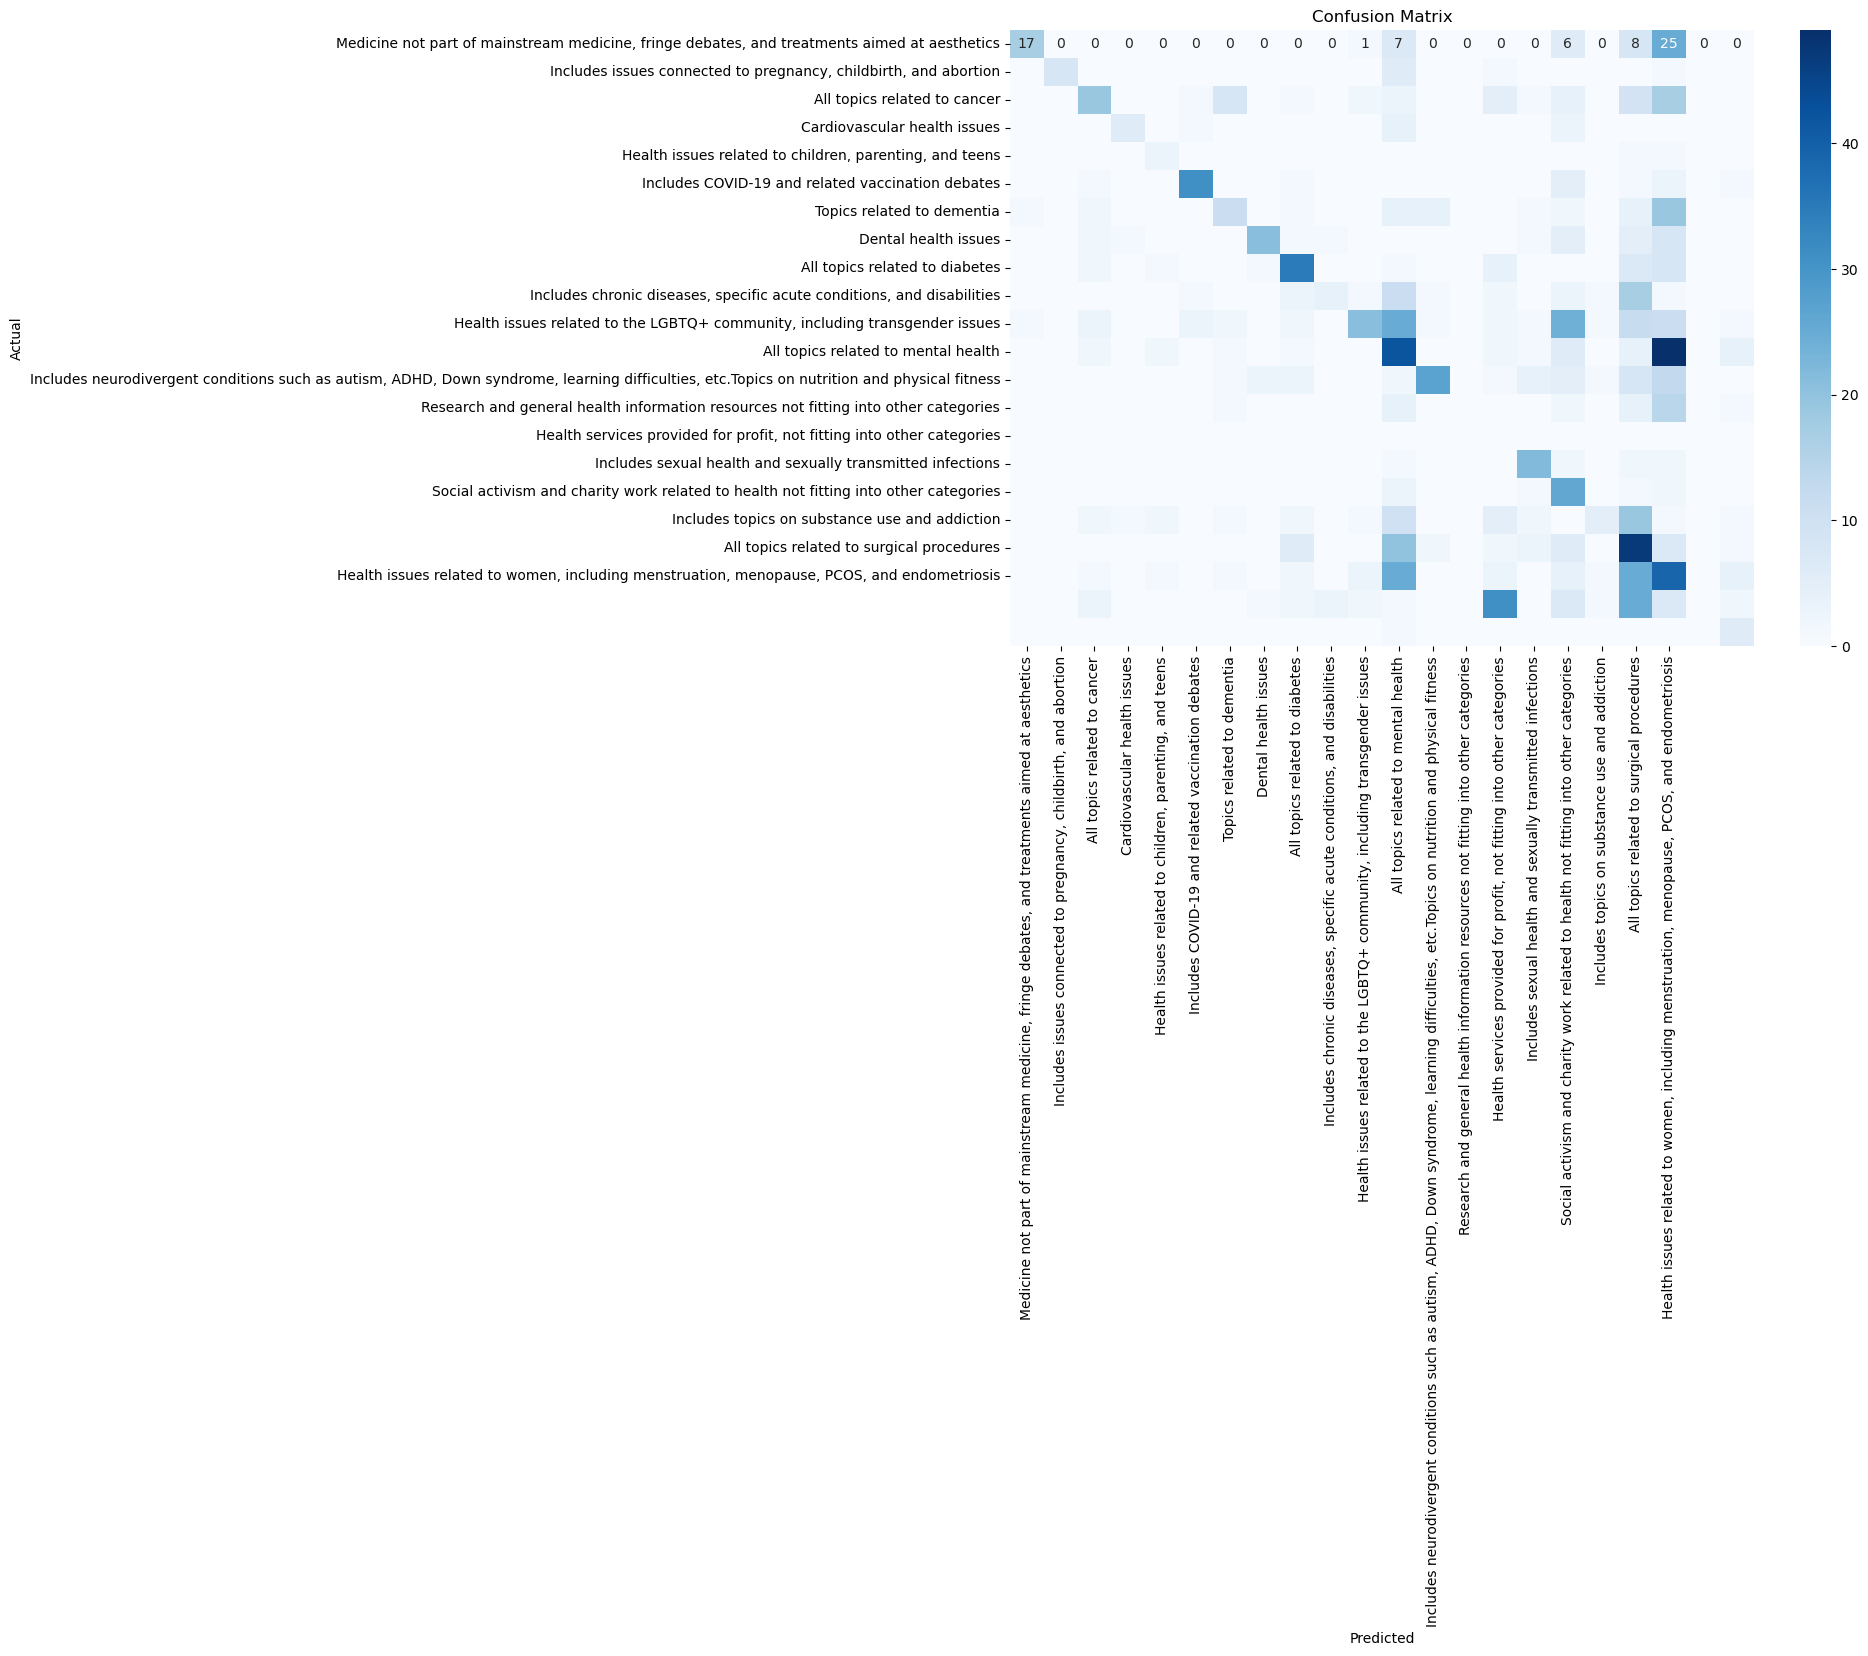 Confusion Matrix
Actual
Medicine not part of mainstream medicine, fringe debates, and treatments aimed at aesthetics
17 0 0 0 0 0 0 0 0 0 1 7 0 0 0 0 6 0 8 25 0 0
Includes issues connected to pregnancy, childbirth, and abortion
All topics related to cancer
Cardiovascular health issues
Health issues related to children, parenting, and teens
Includes COVID-19 and related vaccination debates
Topics related to dementia
Dental health issues
All topics related to diabetes
Includes chronic diseases, specific acute conditions, and disabilities
Health issues related to the LGBTQ+ community, including transgender issues
All topics related to mental health
Includes neurodivergent conditions such as autism, ADHD, Down syndrome, learning difficulties, etc.Topics on nutrition and physical fitness
Research and general health information resources not fitting into other categories
Health services provided for profit, not fitting into other categories
Includes sexual health and sexually transmitted infections
Social activism and charity work related to health not fitting into other categories
Includes topics on substance use and addiction
All topics related to surgical procedures
Health issues related to women, including menstruation, menopause, PCOS, and endometriosis
40
30
20
10
0
Medicine not part of mainstream medicine, fringe debates, and treatments aimed at aesthetics
Includes issues connected to pregnancy, childbirth, and abortion
All topics related to cancer
Cardiovascular health issues
Health issues related to children, parenting, and teens
Includes COVID-19 and related vaccination debates
Topics related to dementia
Dental health issues
All topics related to diabetes
Includes chronic diseases, specific acute conditions, and disabilities
Health issues related to the LGBTQ+ community, including transgender issues
All topics related to mental health
Includes neurodivergent conditions such as autism, ADHD, Down syndrome, learning difficulties, etc.Topics on nutrition and physical fitness
Research and general health information resources not fitting into other categories
Health services provided for profit, not fitting into other categories
Includes sexual health and sexually transmitted infections
Social activism and charity work related to health not fitting into other categories
Includes topics on substance use and addiction
All topics related to surgical procedures
Health issues related to women, including menstruation, menopause, PCOS, and endometriosis
Predicted